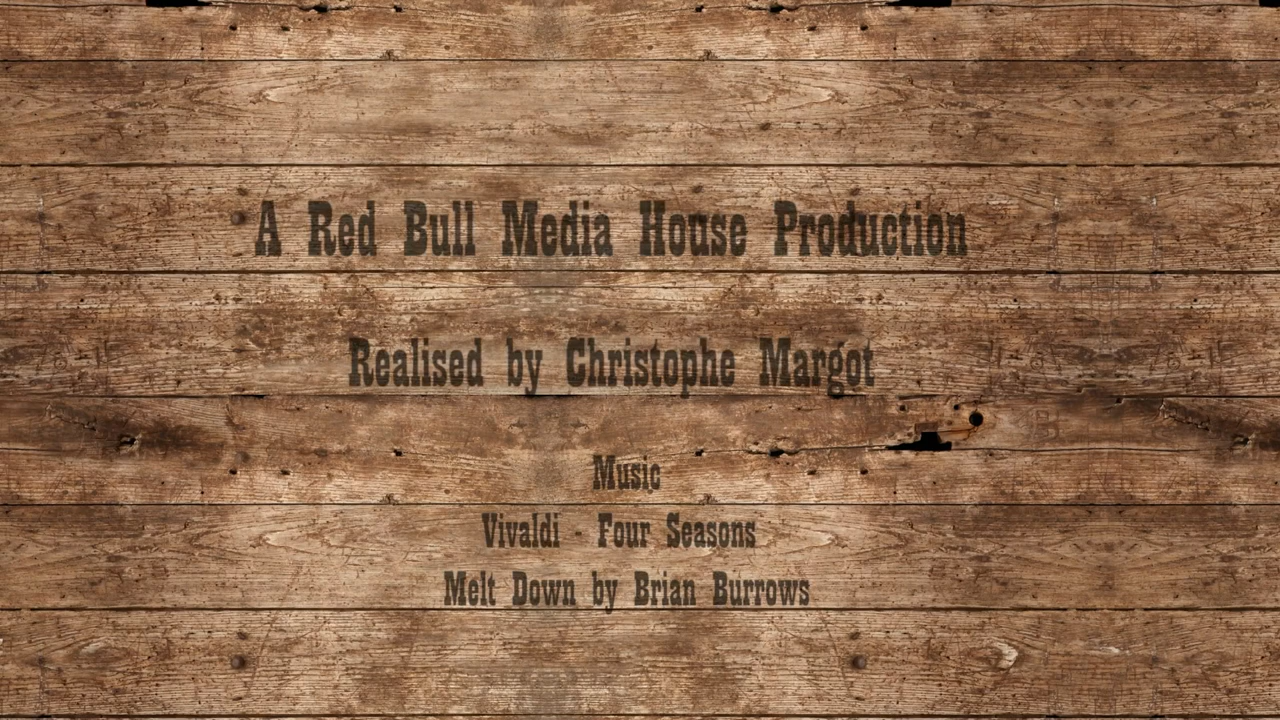 A Red Bull Media House Production
Realised by Christophe Margot
Music
Vivaldi - Four Seasons
Melt Down by Brian Burrows